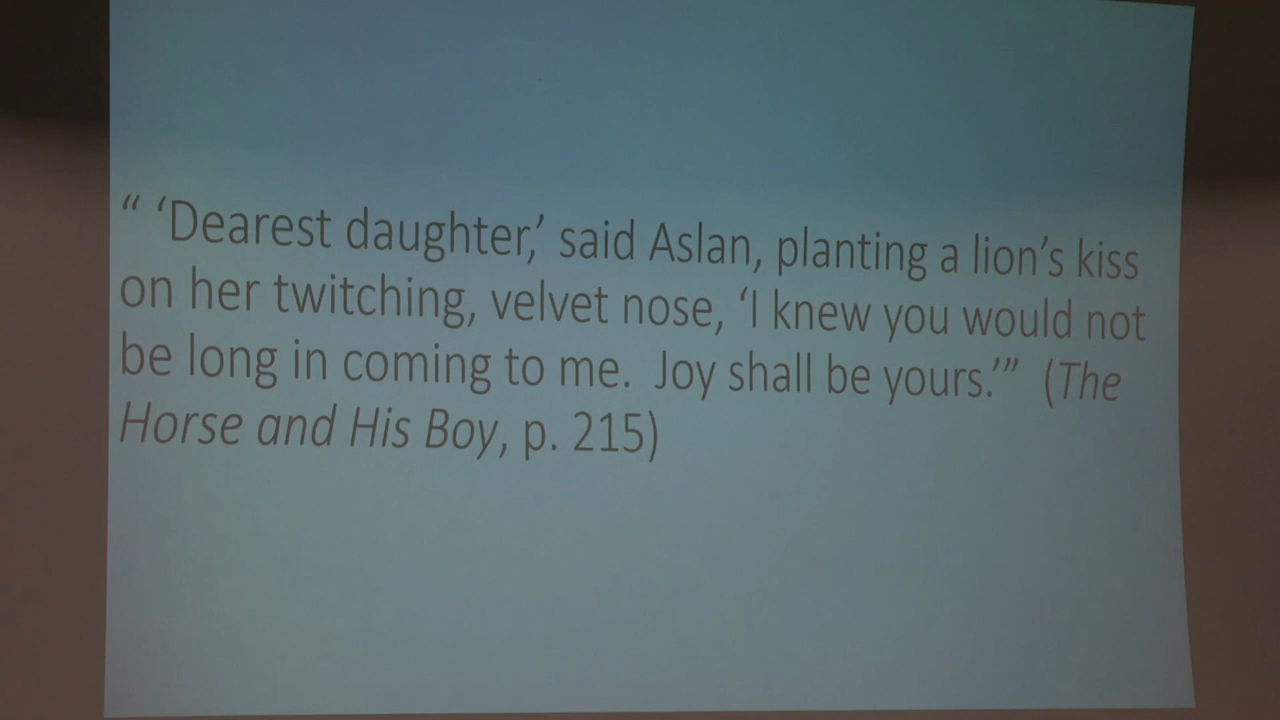 “ ‘Dearest daughter,’ said Aslan, planting a lion’s kiss
on her twitching, velvet nose, ‘I knew you would not
be long in coming to me.  Joy shall be yours.’”  (The
Horse and His Boy, p. 215)